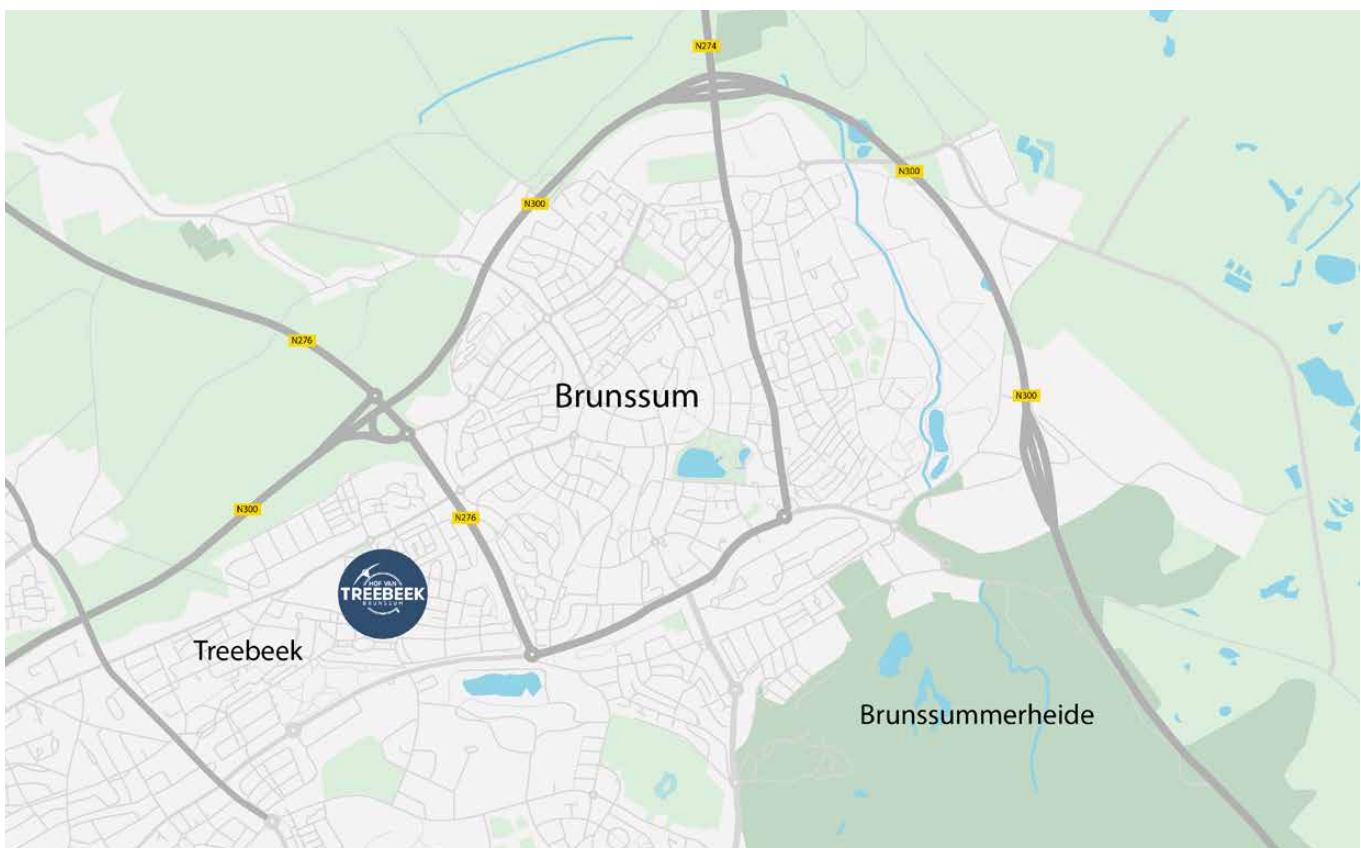 N274
N300
N300
N276
Brunssum
N300
N300
N276
HOF VAN
TREEBEEK
BRUNSSUM
Treebeek
Brunssummerheide